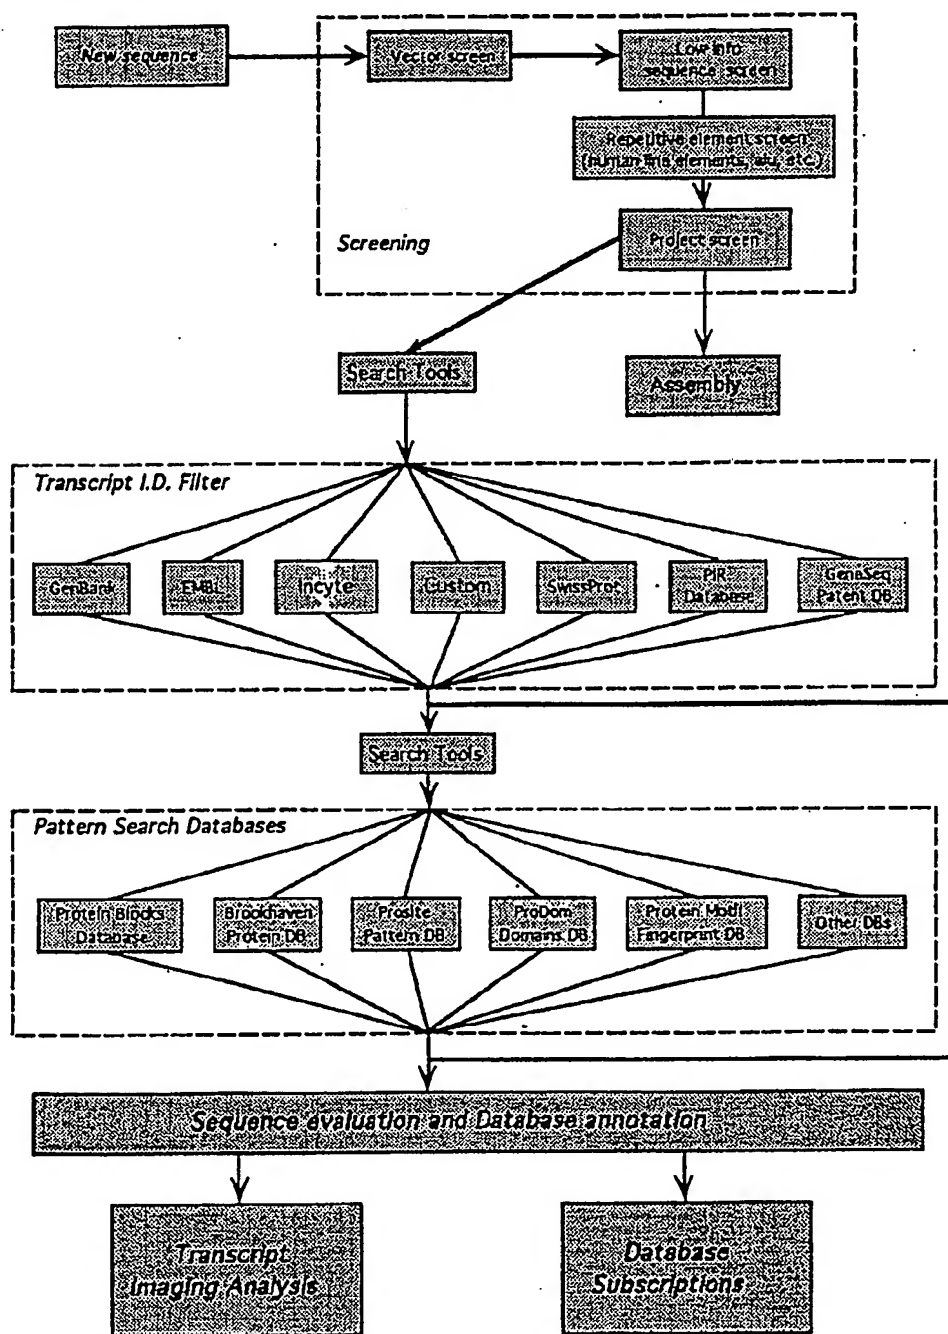 New sequence
Vector screen
Low info
sequence screen
Repetitive element screen
(human line elements, alu, etc.)
Project screen
Screening
Search Tools
Assembly
Transcript I.D. Filter
GenBank
EMBL
Incyte
Custom
SwissProt
PIR
Database
GeneSeq
Patent DB
Search Tools
Pattern Search Databases
Protein Blocks
Database
Brookhaven
Protein DB
Prosite
Pattern DB
ProDom
Domains DB
Protein Motif
Fingerprint DB
Other DBs
Sequence evaluation and Database annotation
Transcript
Imaging Analysis
Database
Subscriptions